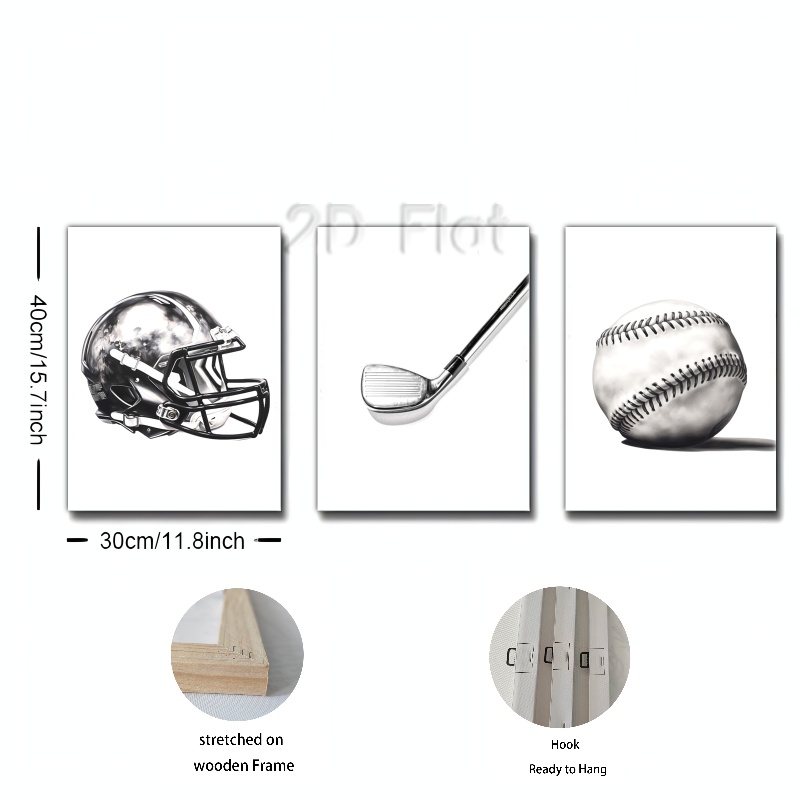 2D Flat
40cm/15.7inch
30cm/11.8inch
stretched on
wooden Frame
Hook
Ready to Hang